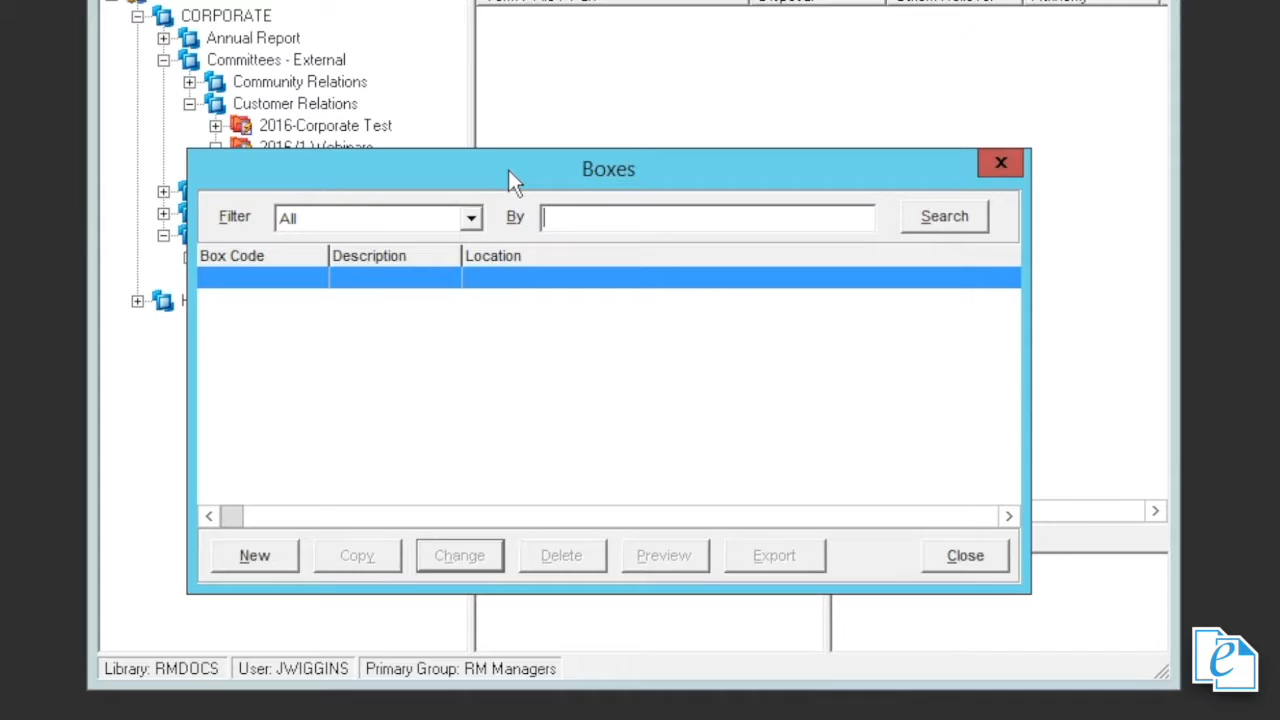 CORPORATE
Annual Report
Committees - External
Community Relations
Customer Relations
2016-Corporate Test
Boxes
X
Filter All By Search
Box Code Description Location
New Copy Change Delete Preview Export Close
Library: RMDOCS User: JWIGGINS Primary Group: RM Managers
e